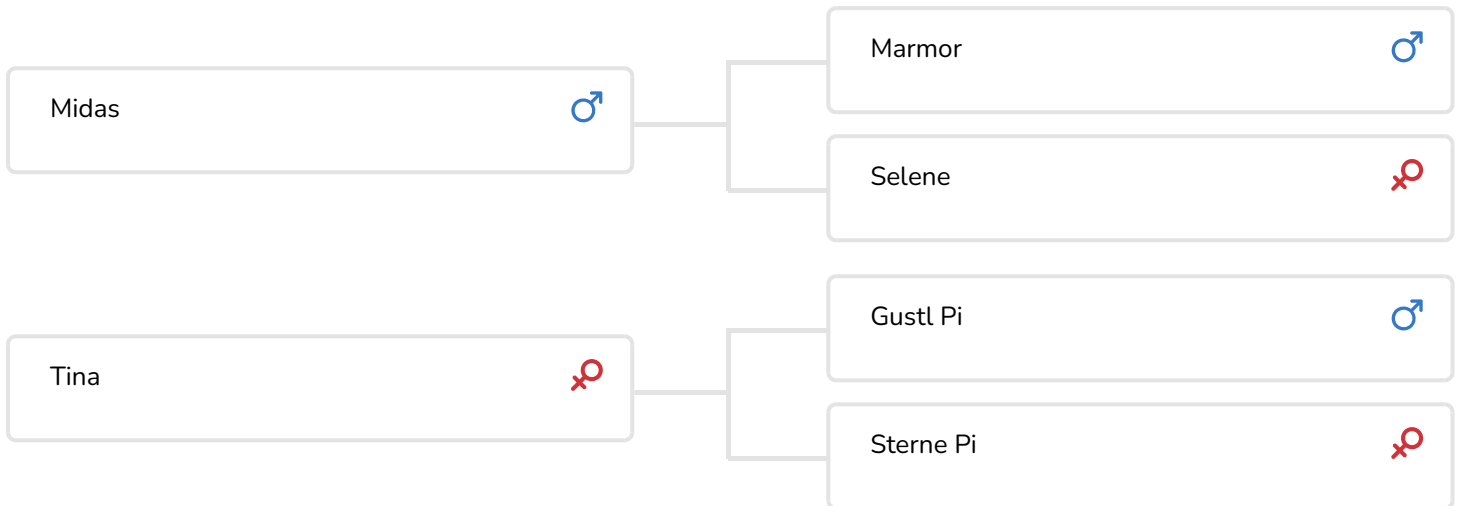 Marmor
Midas
Selene
Gustl Pi
Tina
Sterne Pi